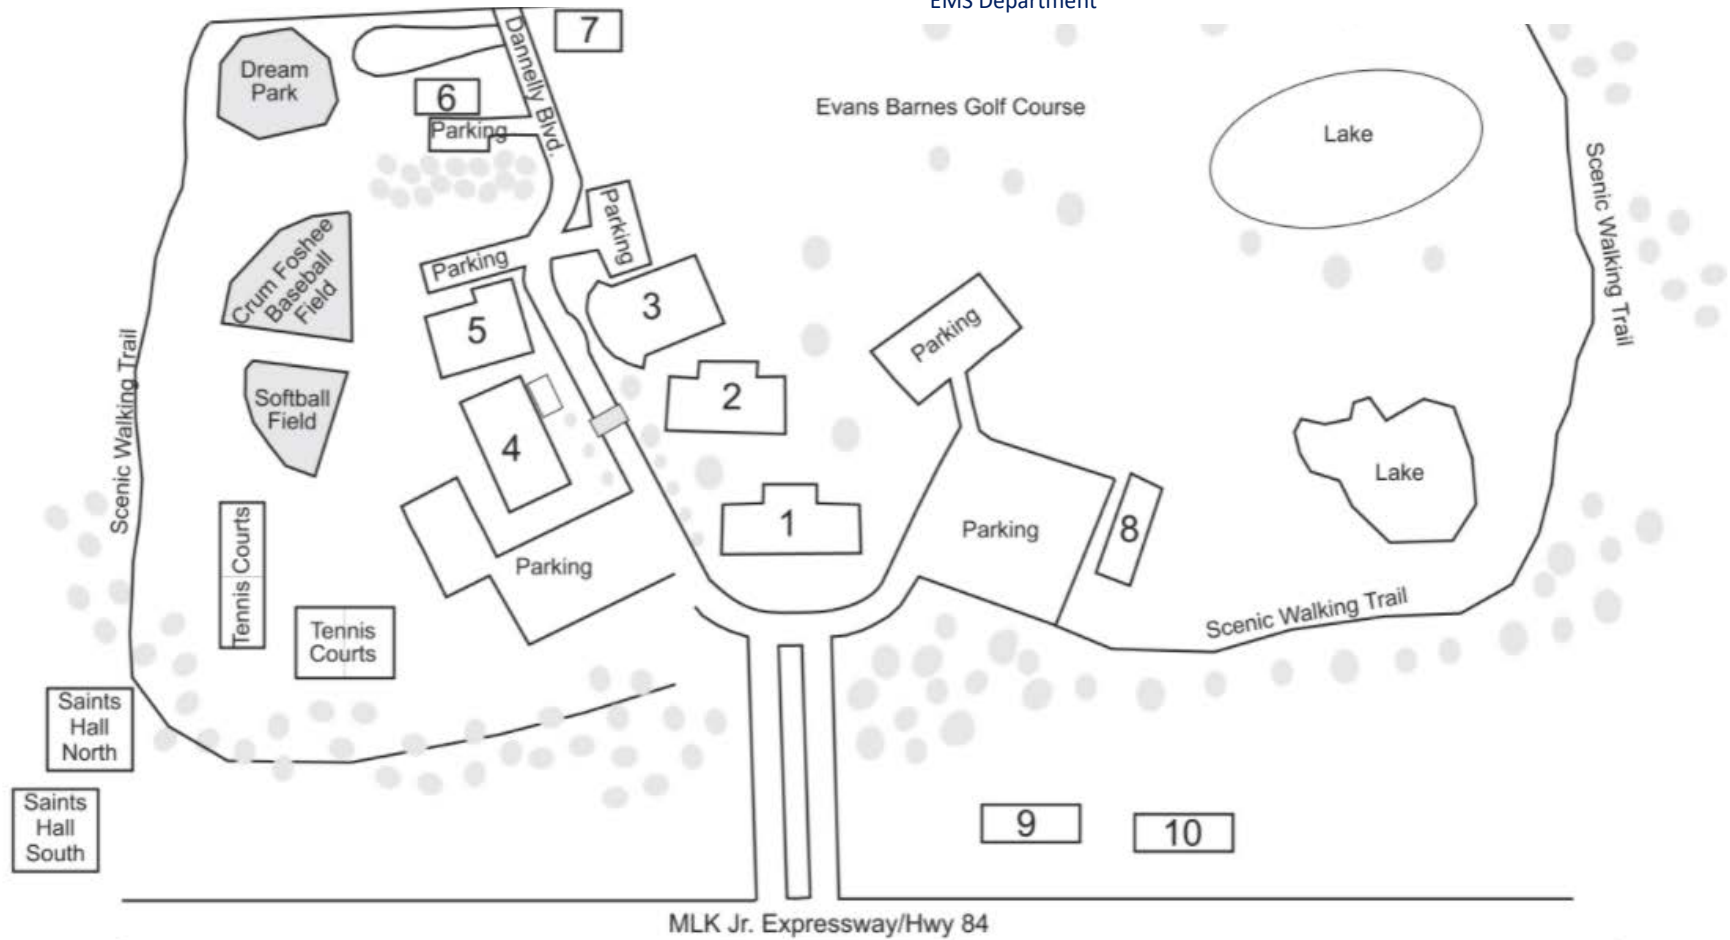 EMS Department
7
Dannelly Blvd.
Dream
Park
6
Parking
Evans Barnes Golf Course
Lake
Scenic Walking Trail
Parking
Crum Foshee
Baseball
Field
Parking
3
5
Parking
2
Scenic Walking Trail
Softball
Field
4
Lake
1
Parking
8
Tennis Courts
Parking
Scenic Walking Trail
Tennis
Courts
Saints
Hall
North
Saints
Hall
South
9
10
MLK Jr. Expressway/Hwy 84